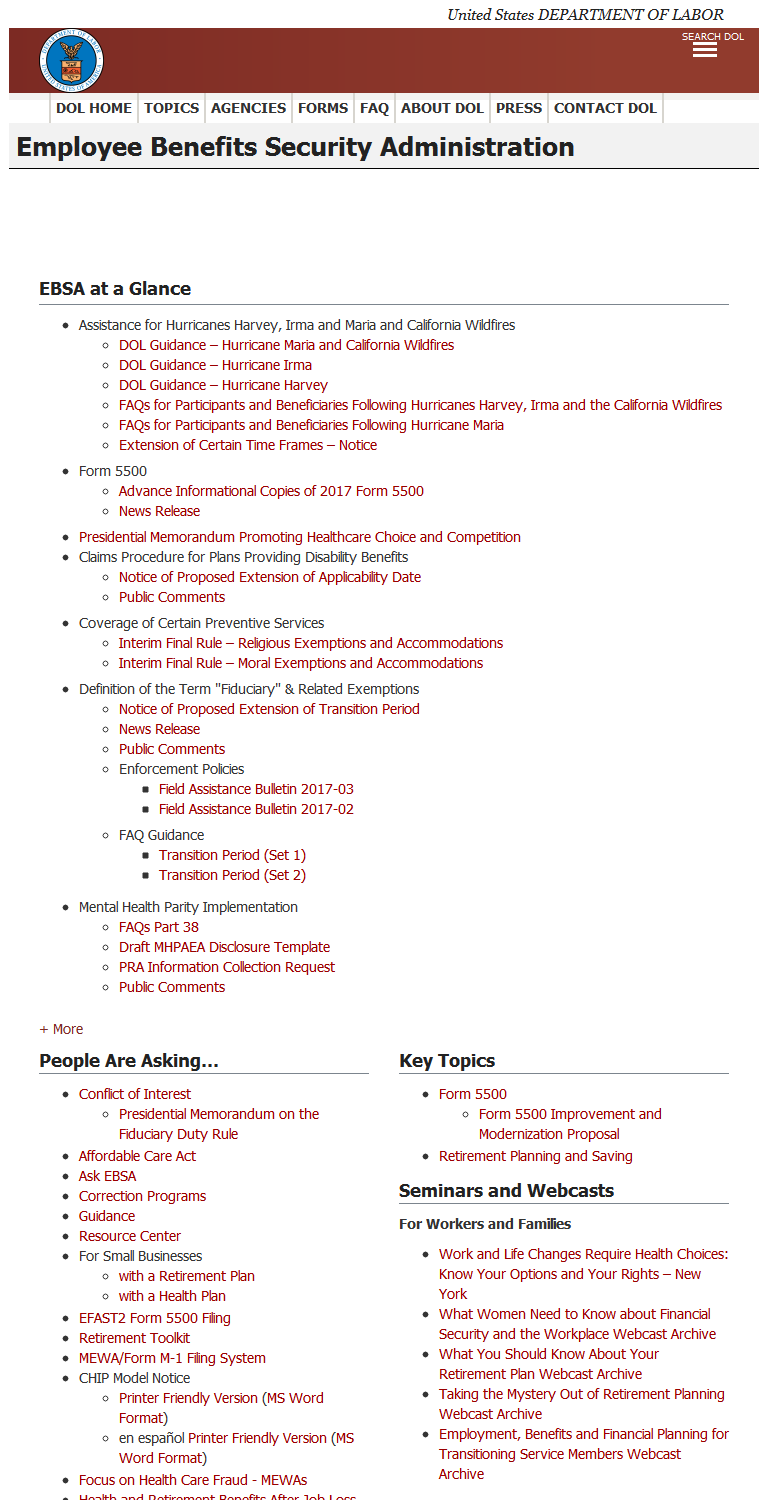 United States DEPARTMENT OF LABOR
SEARCH DOL
DOL HOME TOPICS AGENCIES FORMS FAQ ABOUT DOL PRESS CONTACT DOL
Employee Benefits Security Administration
EBSA at a Glance
Assistance for Hurricanes Harvey, Irma and Maria and California Wildfires
DOL Guidance – Hurricane Maria and California Wildfires
DOL Guidance – Hurricane Irma
DOL Guidance – Hurricane Harvey
FAQs for Participants and Beneficiaries Following Hurricanes Harvey, Irma and the California Wildfires
FAQs for Participants and Beneficiaries Following Hurricane Maria
Extension of Certain Time Frames – Notice
Form 5500
Advance Informational Copies of 2017 Form 5500
News Release
Presidential Memorandum Promoting Healthcare Choice and Competition
Claims Procedure for Plans Providing Disability Benefits
Notice of Proposed Extension of Applicability Date
Public Comments
Coverage of Certain Preventive Services
Interim Final Rule – Religious Exemptions and Accommodations
Interim Final Rule – Moral Exemptions and Accommodations
Definition of the Term "Fiduciary" & Related Exemptions
Notice of Proposed Extension of Transition Period
News Release
Public Comments
Enforcement Policies
Field Assistance Bulletin 2017-03
Field Assistance Bulletin 2017-02
FAQ Guidance
Transition Period (Set 1)
Transition Period (Set 2)
Mental Health Parity Implementation
FAQs Part 38
Draft MHPAEA Disclosure Template
PRA Information Collection Request
Public Comments
+ More
People Are Asking...
Conflict of Interest
Presidential Memorandum on the
Fiduciary Duty Rule
Affordable Care Act
Ask EBSA
Correction Programs
Guidance
Resource Center
For Small Businesses
with a Retirement Plan
with a Health Plan
EFAST2 Form 5500 Filing
Retirement Toolkit
MEWA/Form M-1 Filing System
CHIP Model Notice
Printer Friendly Version (MS Word
Format)
en español Printer Friendly Version (MS
Word Format)
Focus on Health Care Fraud - MEWAs
Health and Retirement Benefits After Job Loss
Key Topics
Form 5500
Form 5500 Improvement and
Modernization Proposal
Retirement Planning and Saving
Seminars and Webcasts
For Workers and Families
Work and Life Changes Require Health Choices:
Know Your Options and Your Rights – New
York
What Women Need to Know about Financial
Security and the Workplace Webcast Archive
What You Should Know About Your
Retirement Plan Webcast Archive
Taking the Mystery Out of Retirement Planning
Webcast Archive
Employment, Benefits and Financial Planning for
Transitioning Service Members Webcast
Archive